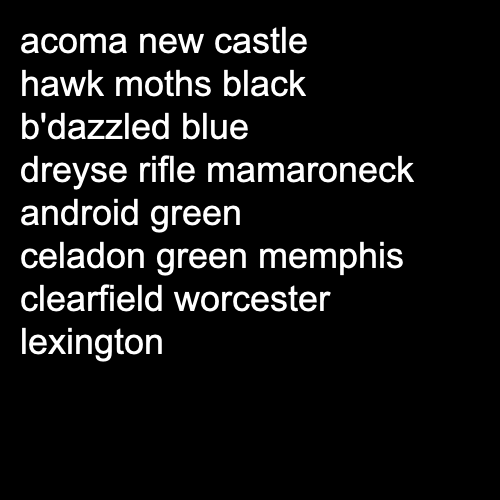 acoma new castle
hawk moths black
b'dazzled blue
dreyse rifle mamaroneck
android green
celadon green memphis
clearfield worcester
lexington